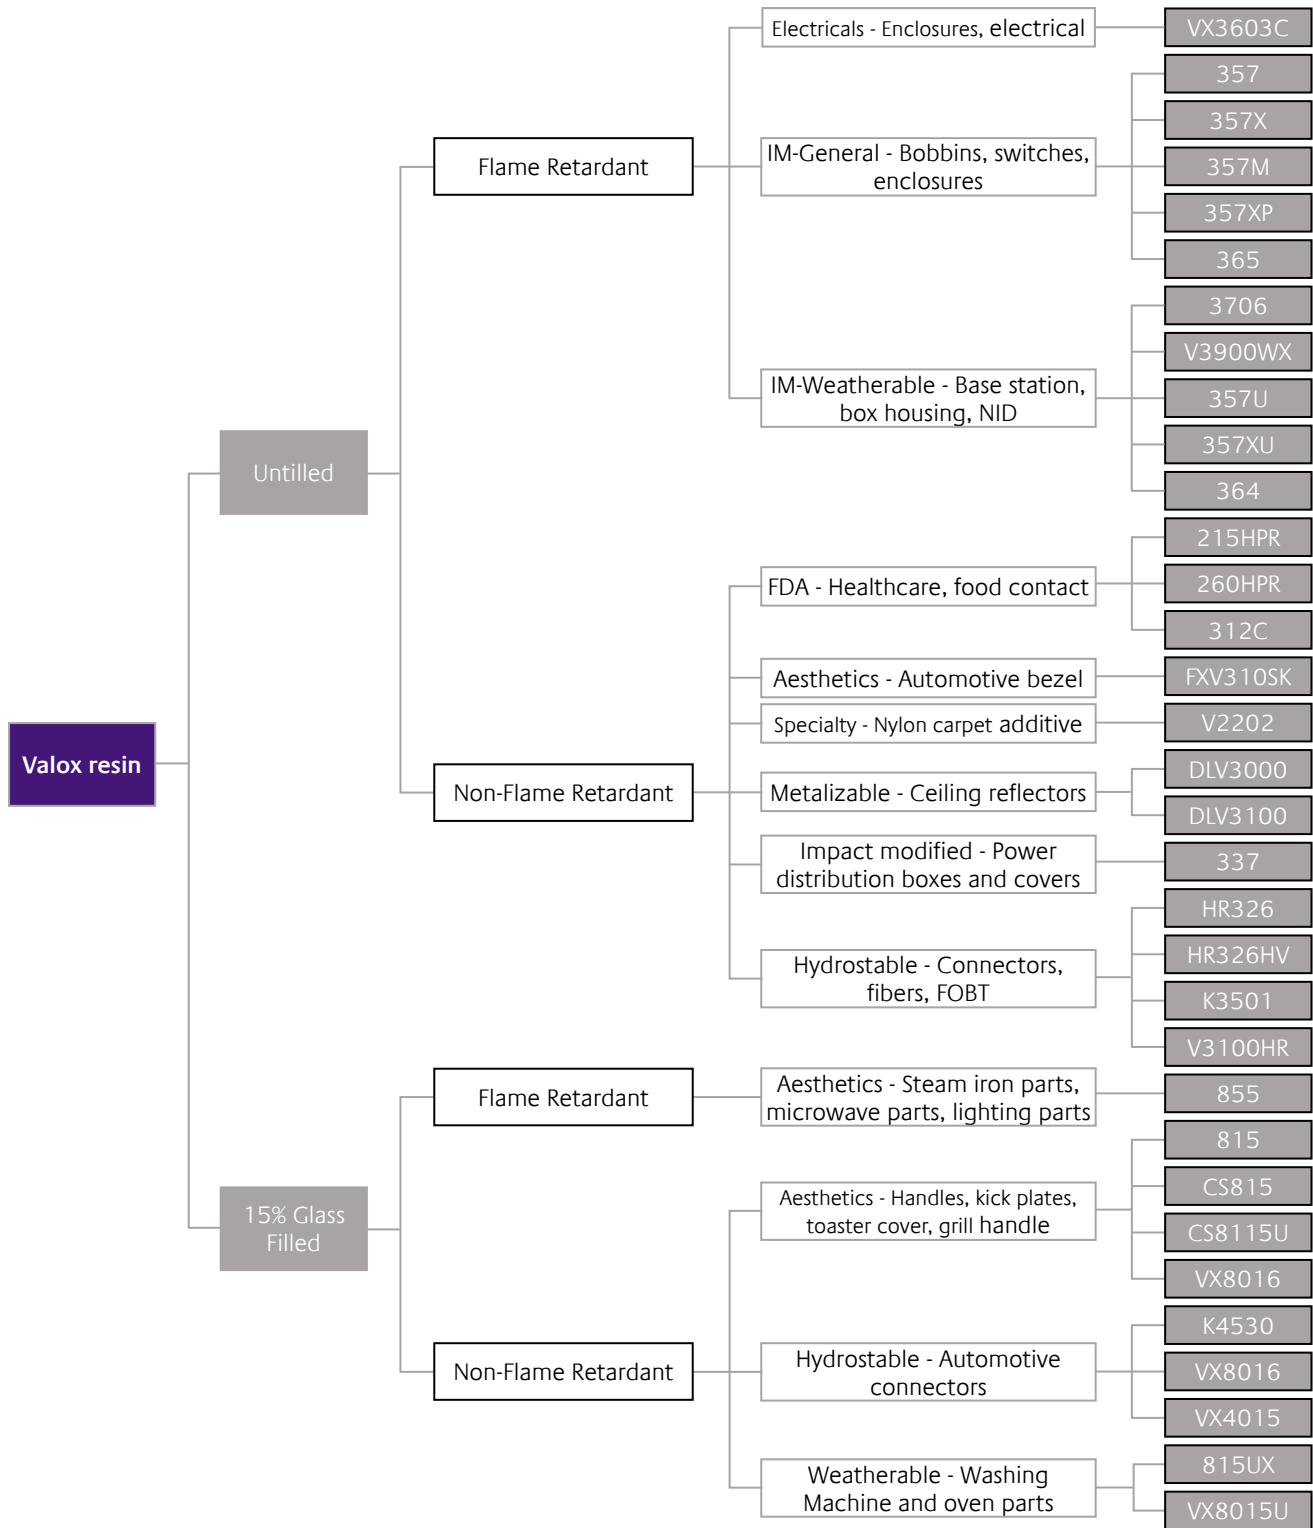 Valox resin
Untilled
Flame Retardant
Electricals - Enclosures, electrical
VX3603C
IM-General - Bobbins, switches,
enclosures
357
357X
357M
357XP
365
IM-Weatherable - Base station,
box housing, NID
3706
V3900WX
357U
357XU
364
Non-Flame Retardant
FDA - Healthcare, food contact
215HPR
260HPR
312C
Aesthetics - Automotive bezel
FXV310SK
Specialty - Nylon carpet additive
V2202
Metalizable - Ceiling reflectors
DLV3000
DLV3100
Impact modified - Power
distribution boxes and covers
337
Hydrostable - Connectors,
fibers, FOBT
HR326
HR326HV
K3501
V3100HR
15% Glass
Filled
Flame Retardant
Aesthetics - Steam iron parts,
microwave parts, lighting parts
855
Non-Flame Retardant
Aesthetics - Handles, kick plates,
toaster cover, grill handle
815
CS815
CS8115U
VX8016
Hydrostable - Automotive
connectors
K4530
VX8016
VX4015
Weatherable - Washing
Machine and oven parts
815UX
VX8015U